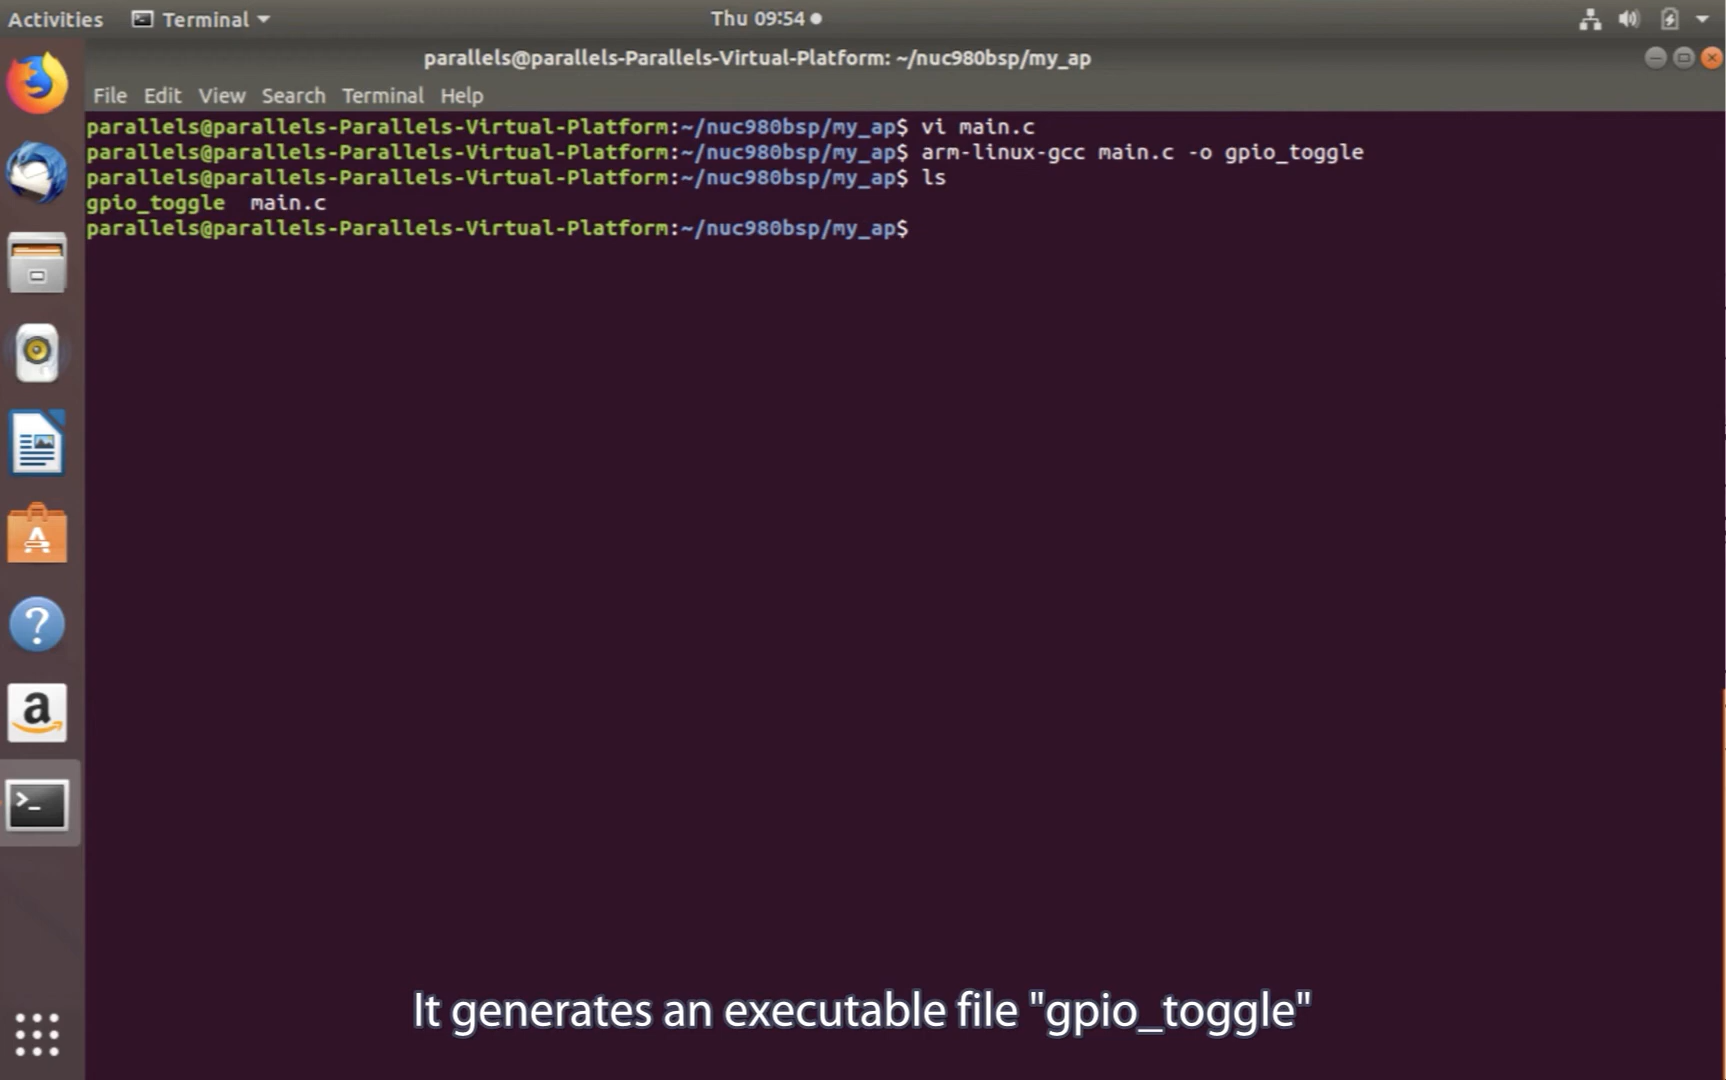 Activities Terminal Thu 09:54
parallels@parallels-Parallels-Virtual-Platform: ~/nuc980bsp/my_ap
File Edit View Search Terminal Help
parallels@parallels-Parallels-Virtual-Platform:~/nuc980bsp/my_ap$ vi main.c
parallels@parallels-Parallels-Virtual-Platform:~/nuc980bsp/my_ap$ arm-linux-gcc main.c -o gpio_toggle
parallels@parallels-Parallels-Virtual-Platform:~/nuc980bsp/my_ap$ ls
gpio_toggle  main.c
parallels@parallels-Parallels-Virtual-Platform:~/nuc980bsp/my_ap$
It generates an executable file "gpio_toggle"